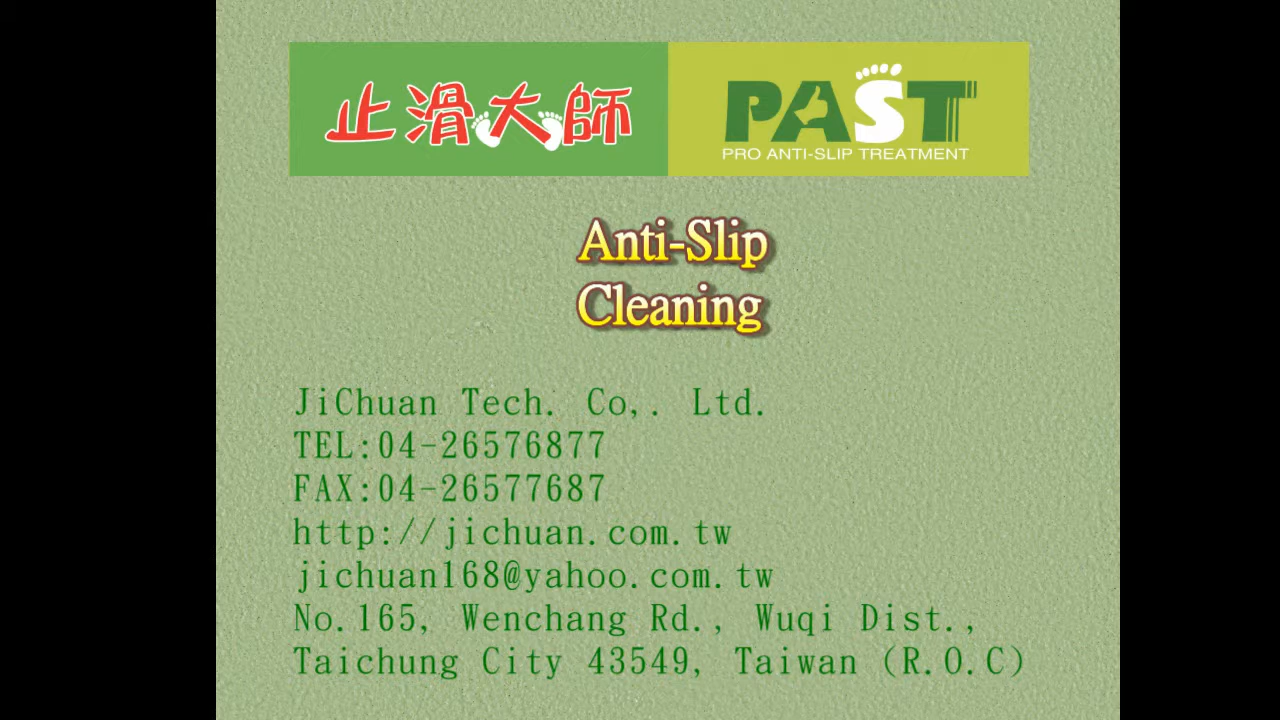 止滑大師
PAST
PRO ANTI-SLIP TREATMENT
Anti-Slip
Cleaning
JiChuan Tech. Co,. Ltd.
TEL:04-26576877
FAX:04-26577687
http://jichuan.com.tw
jichuan168@yahoo.com.tw
No.165, Wenchang Rd., Wuqi Dist.,
Taichung City 43549, Taiwan (R.O.C)